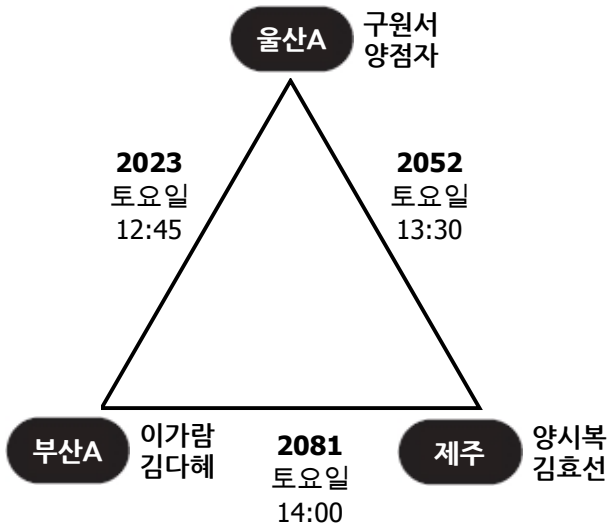 울산A
구원서
양점자
2023
토요일
12:45
2052
토요일
13:30
부산A
이가람
김다혜
2081
토요일
14:00
제주
양시복
김효선